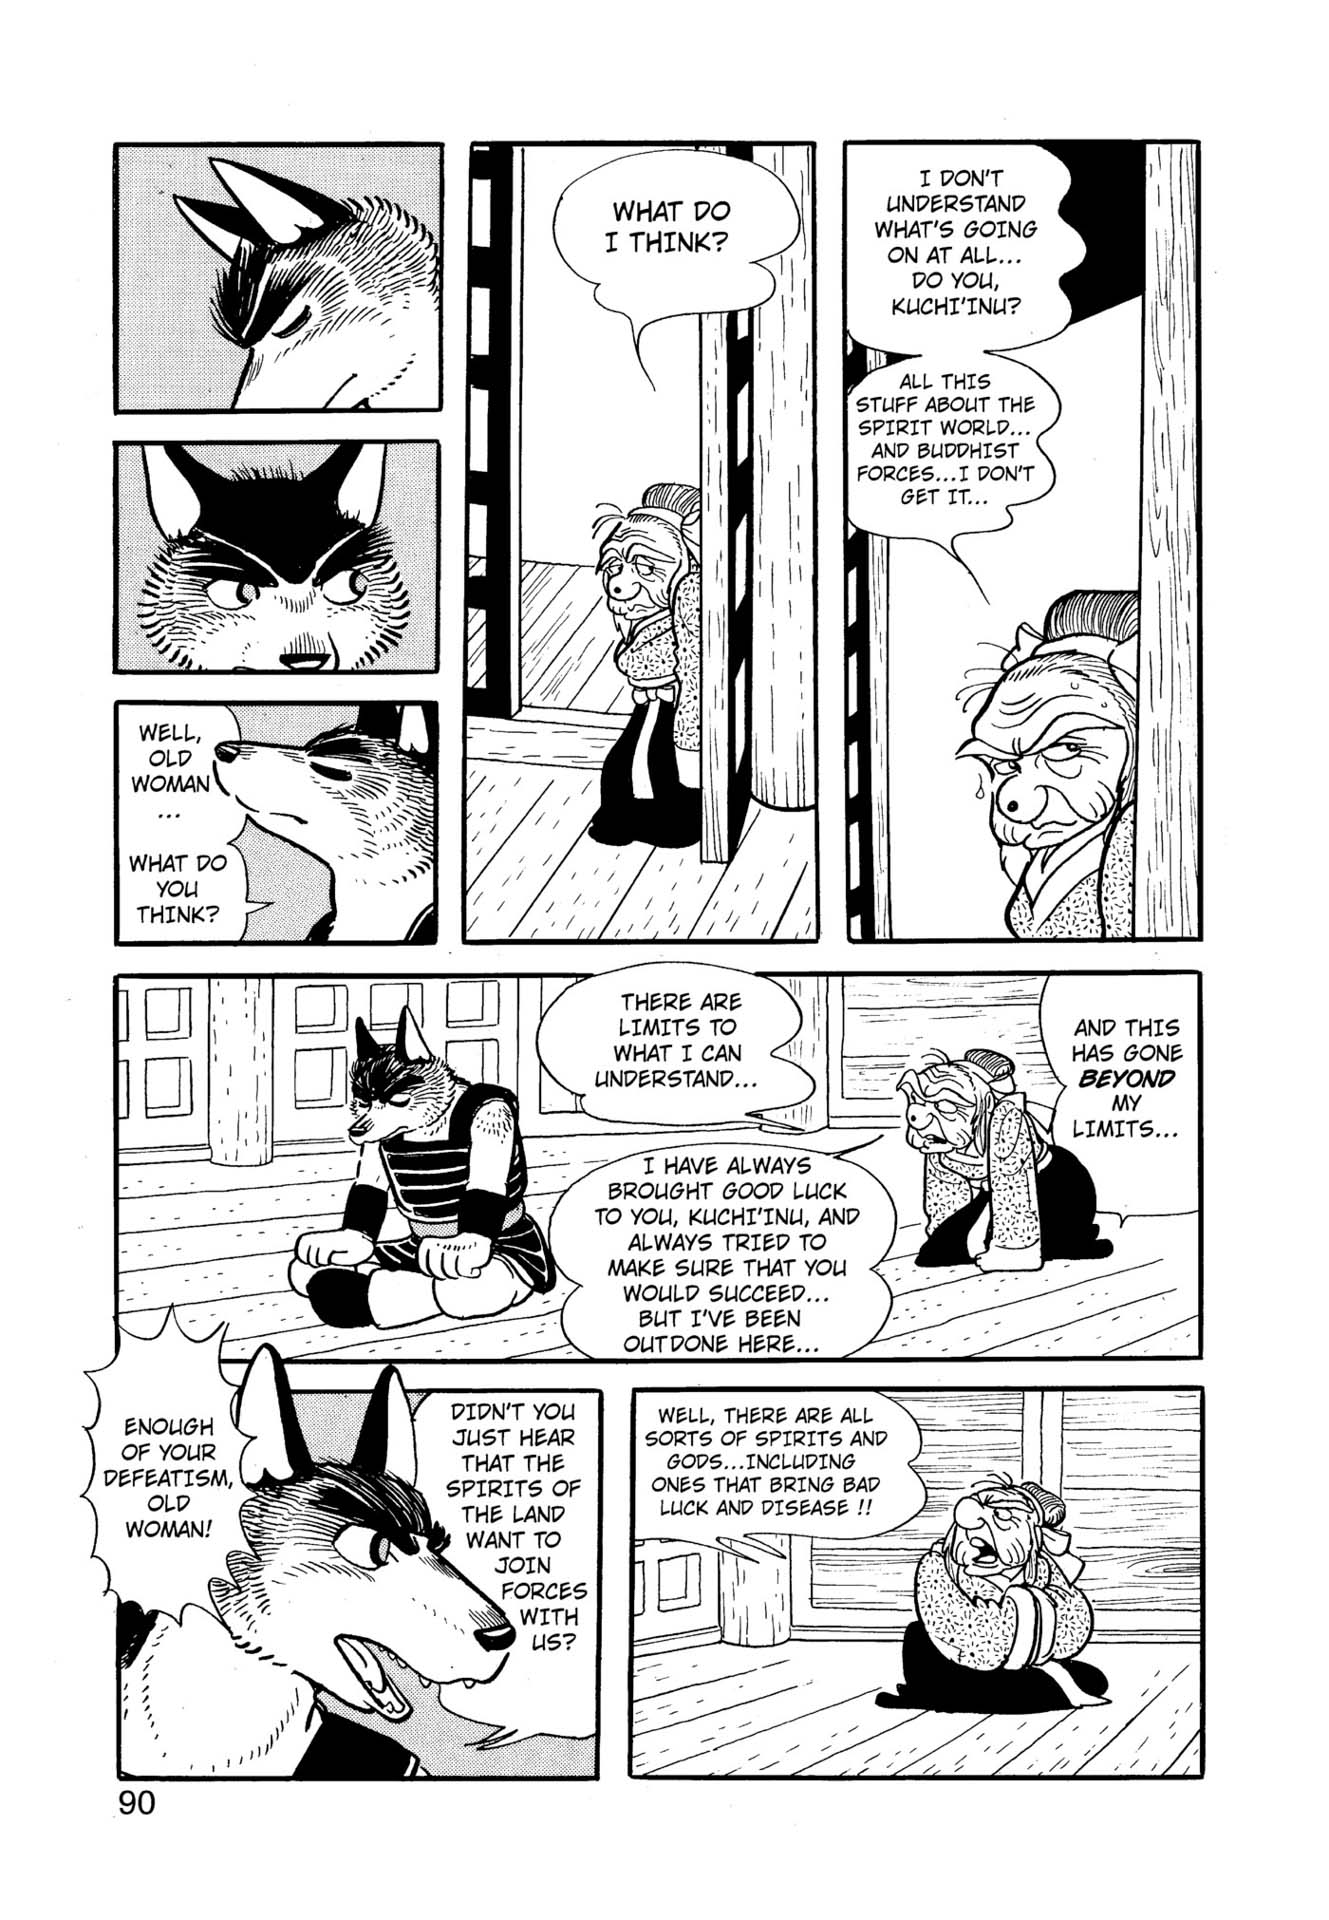 WELL,
OLD
WOMAN
...
WHAT DO
YOU
THINK?
WHAT DO
I THINK?
I DON'T
UNDERSTAND
WHAT'S GOING
ON AT ALL...
DO YOU,
KUCHI'INU?
ALL THIS
STUFF ABOUT THE
SPIRIT WORLD...
AND BUDDHIST
FORCES...I DON'T
GET IT...
THERE ARE
LIMITS TO
WHAT I CAN
UNDERSTAND...
AND THIS
HAS GONE
BEYOND
MY
LIMITS...
I HAVE ALWAYS
BROUGHT GOOD LUCK
TO YOU, KUCHI'INU, AND
ALWAYS TRIED TO
MAKE SURE THAT YOU
WOULD SUCCEED...
BUT I'VE BEEN
OUTDONE HERE...
ENOUGH
OF YOUR
DEFEATISM,
OLD
WOMAN!
DIDN'T YOU
JUST HEAR
THAT THE
SPIRITS OF
THE LAND
WANT TO
JOIN
FORCES
WITH
US?
WELL, THERE ARE ALL
SORTS OF SPIRITS AND
GODS...INCLUDING
ONES THAT BRING BAD
LUCK AND DISEASE !!
90